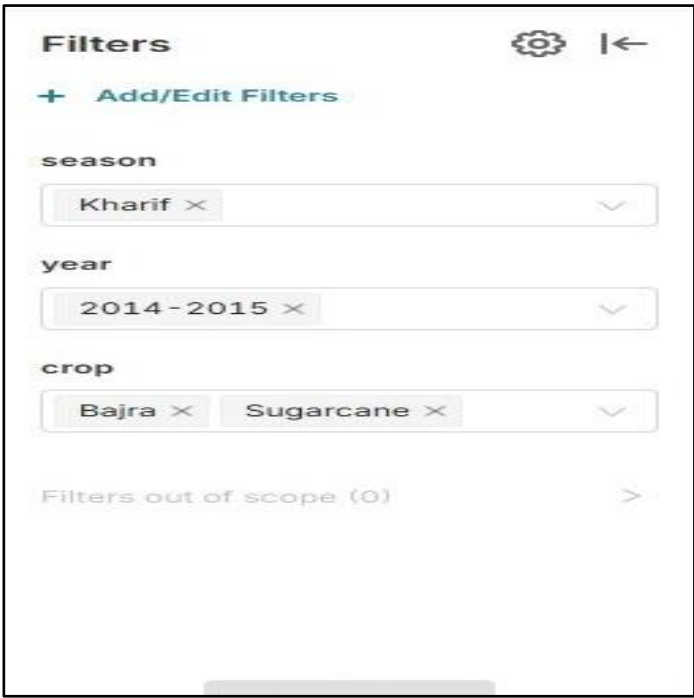 Filters
+ Add/Edit Filters
season
Kharif ×
year
2014-2015 ×
crop
Bajra × Sugarcane ×
Filters out of scope (0) >